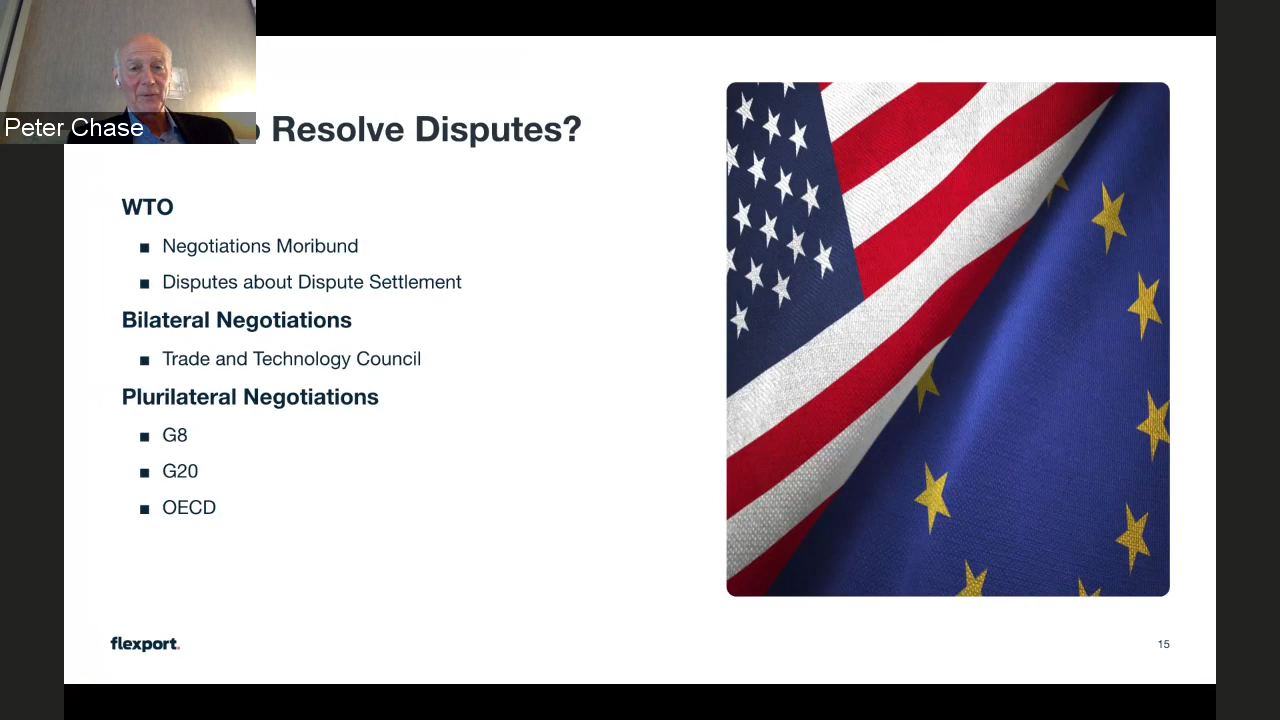 Peter Chase
Resolve Disputes?
WTO
Negotiations Moribund
Disputes about Dispute Settlement
Bilateral Negotiations
Trade and Technology Council
Plurilateral Negotiations
G8
G20
OECD
flexport.
15